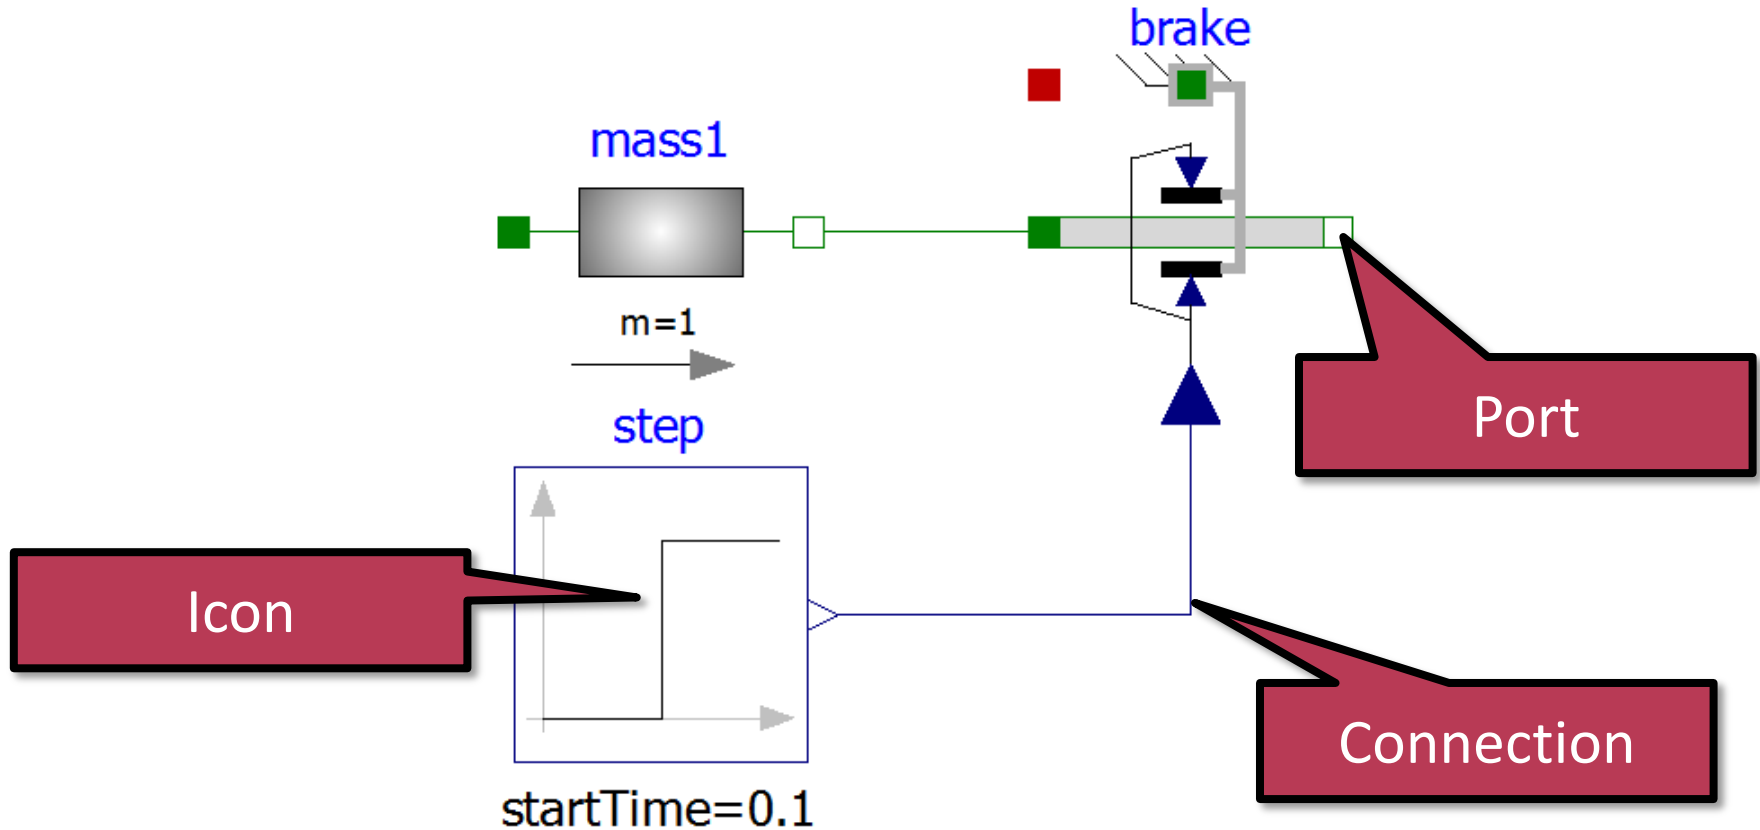 brake
mass1
m=1
Port
step
Icon
Connection
startTime=0.1